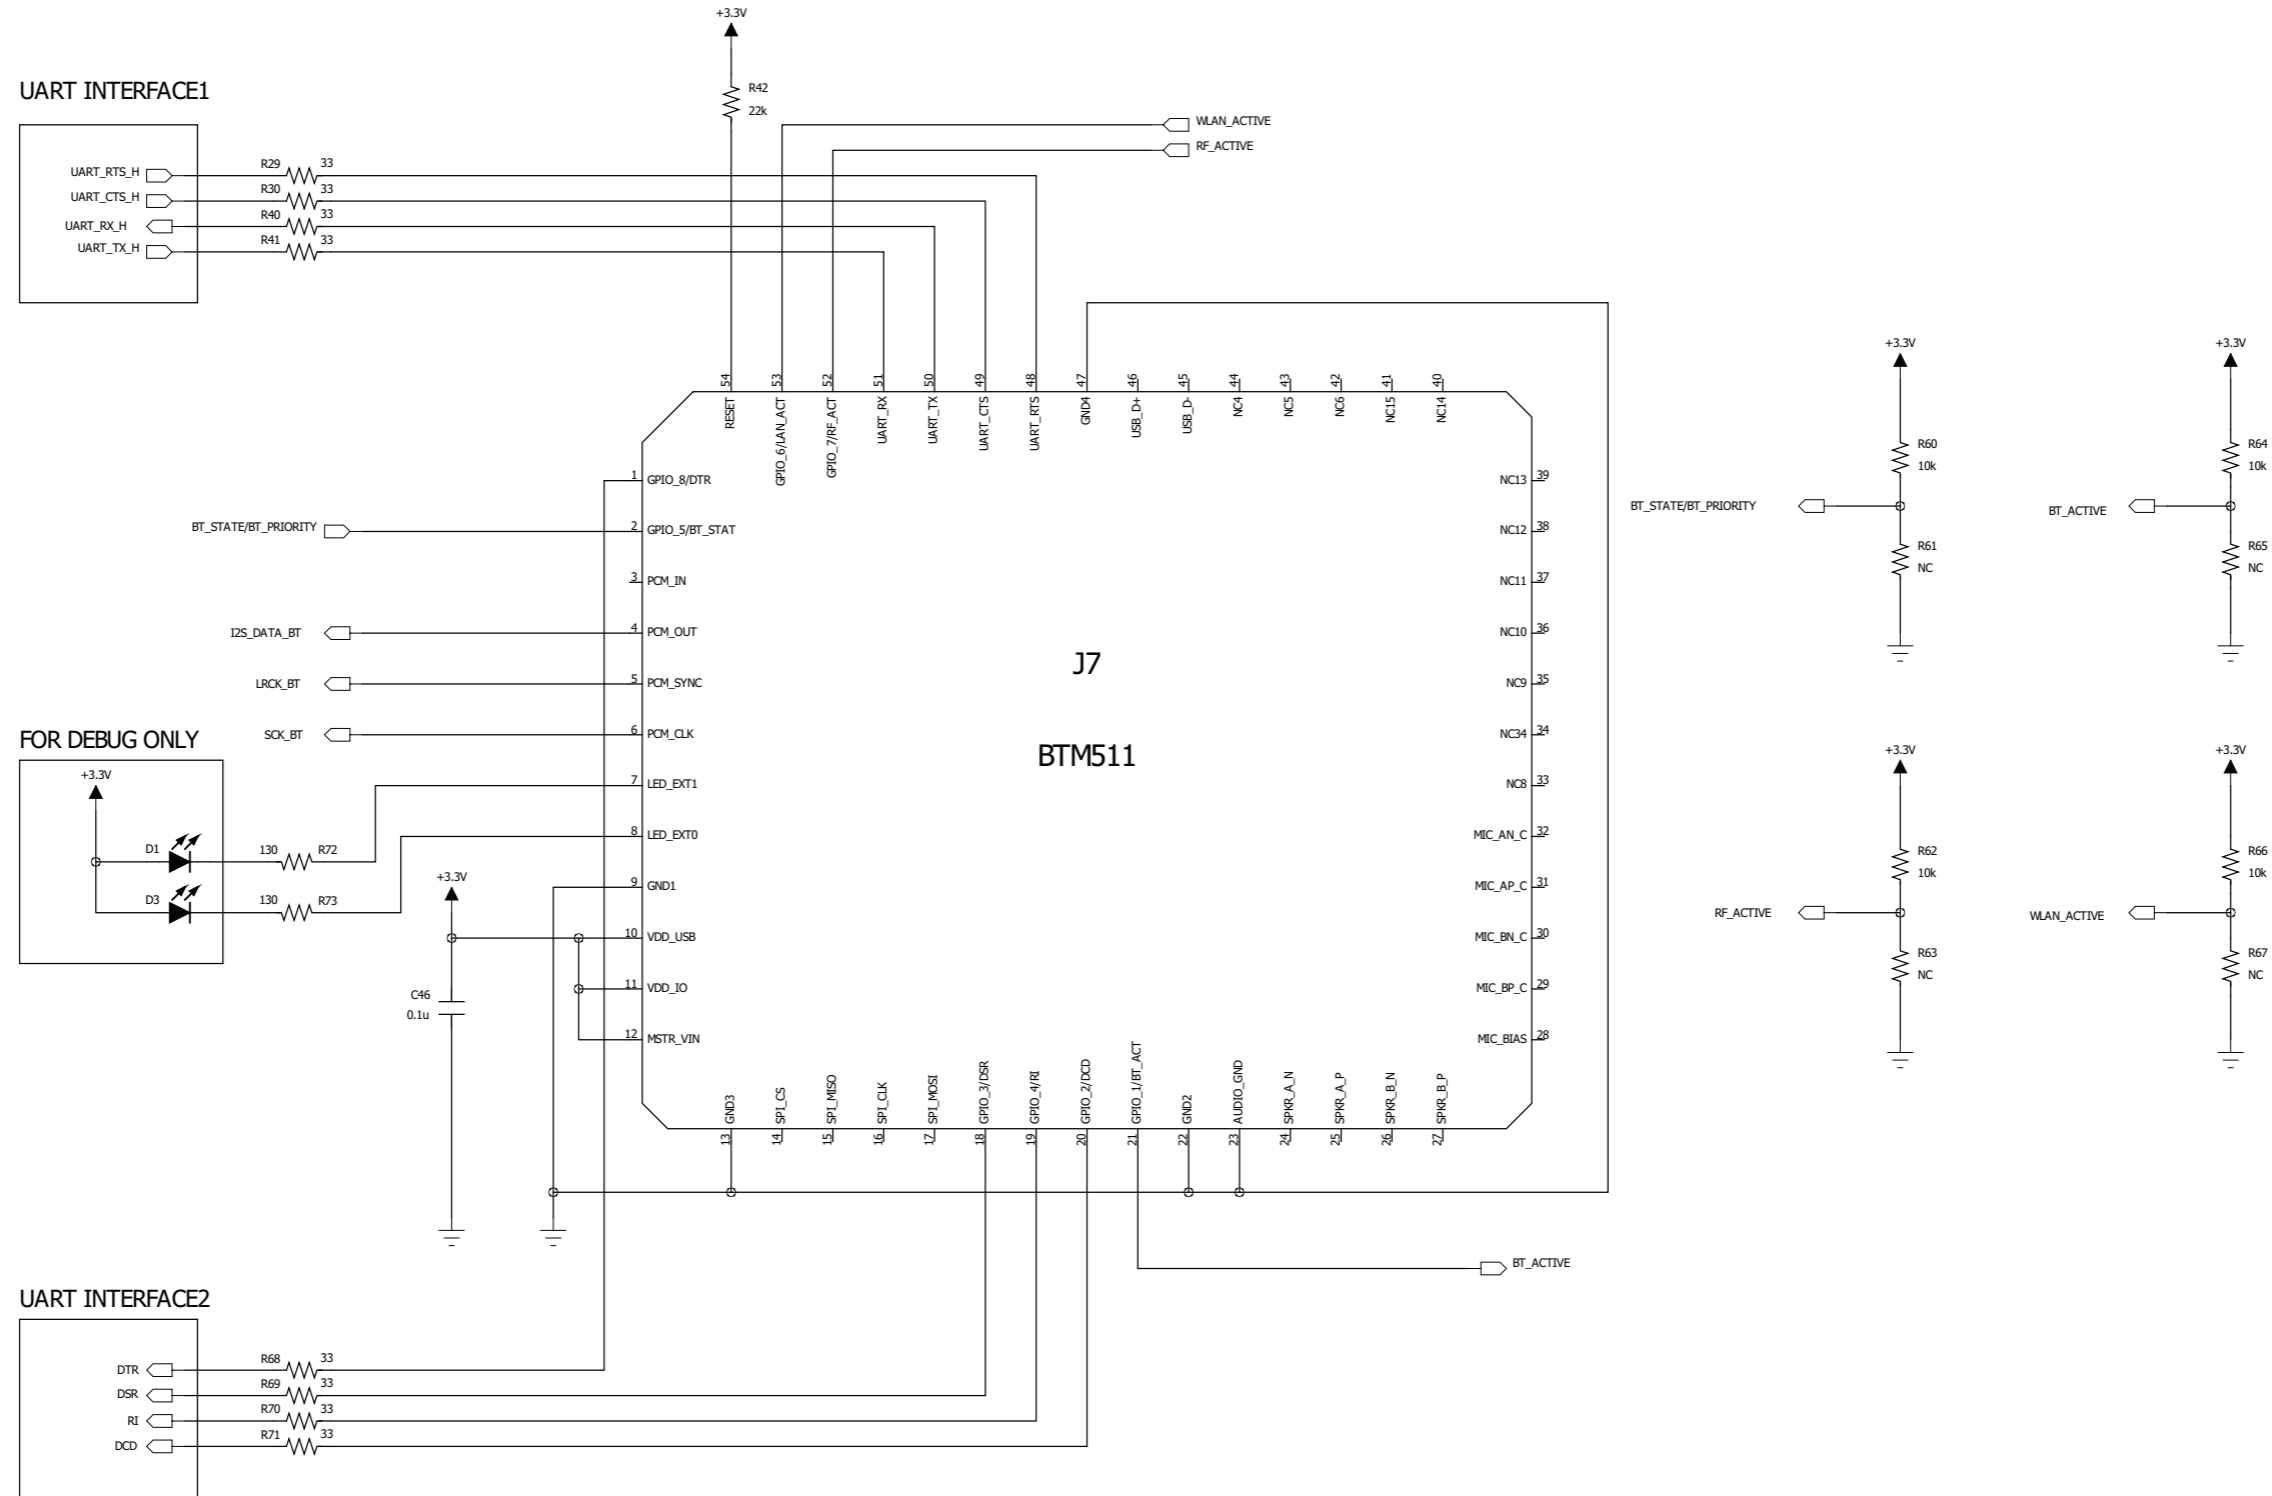 +3.3V
R42
22k
UART INTERFACE1
WLAN_ACTIVE
RF_ACTIVE
UART_RTS_H
R29
33
UART_CTS_H
R30
33
UART_RX_H
R40
33
UART_TX_H
R41
33
54
53
52
51
50
49
48
47
46
45
44
43
42
41
40
RESET
GPIO_6/LAN_ACT
GPIO_7/RF_ACT
UART_RX
UART_TX
UART_CTS
UART_RTS
GND4
USB_D+
USB_D-
NC4
NC5
NC6
NC15
NC14
1 GPIO_8/DTR
BT_STATE/BT_PRIORITY
2 GPIO_5/BT_STAT
3 PCM_IN
I2S_DATA_BT
4 PCM_OUT
LRCK_BT
5 PCM_SYNC
SCK_BT
6 PCM_CLK
7 LED_EXT1
8 LED_EXT0
9 GND1
10 VDD_USB
11 VDD_IO
12 MSTR_VIN
J7
BTM511
NC13 39
NC12 38
NC11 37
NC10 36
NC9 35
NC34 34
NC8 33
MIC_AN_C 32
MIC_AP_C 31
MIC_BN_C 30
MIC_BP_C 29
MIC_BIAS 28
FOR DEBUG ONLY
+3.3V
D1
130
R72
D3
130
R73
+3.3V
C46
0.1u
GND3
SPI_CS
SPI_MISO
SPI_CLK
SPI_MOSI
GPIO_3/DSR
GPIO_4/RI
GPIO_2/DCD
GPIO_1/BT_ACT
GND2
AUDIO_GND
SPKR_A_N
SPKR_A_P
SPKR_B_N
SPKR_B_P
13
14
15
16
17
18
19
20
21
22
23
24
25
26
27
BT_ACTIVE
UART INTERFACE2
DTR
R68
33
DSR
R69
33
RI
R70
33
DCD
R71
33
+3.3V
R60
10k
BT_STATE/BT_PRIORITY
R61
NC
+3.3V
R64
10k
BT_ACTIVE
R65
NC
+3.3V
R62
10k
RF_ACTIVE
R63
NC
+3.3V
R66
10k
WLAN_ACTIVE
R67
NC